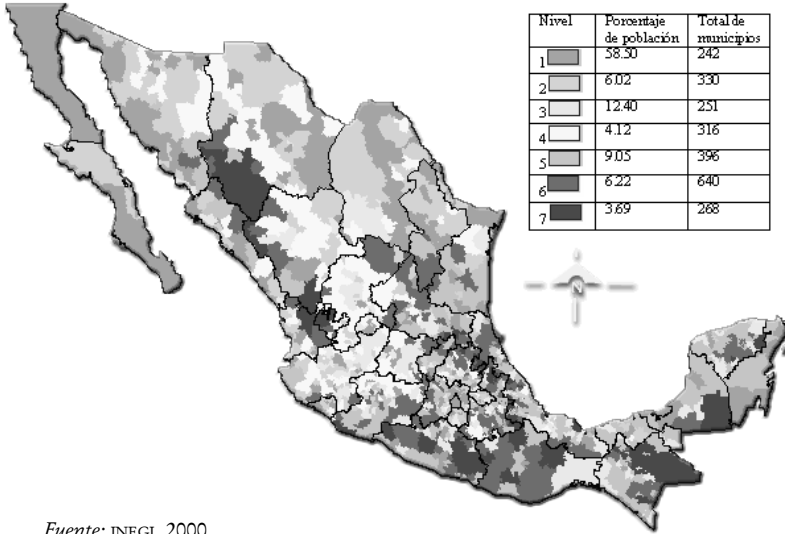 Nivel Porcentaje de población Total de municipios
1 58.50 242
2 6.02 330
3 12.40 251
4 4.12 316
5 9.05 396
6 6.22 640
7 3.69 268
N
Fuente: INEGI, 2000